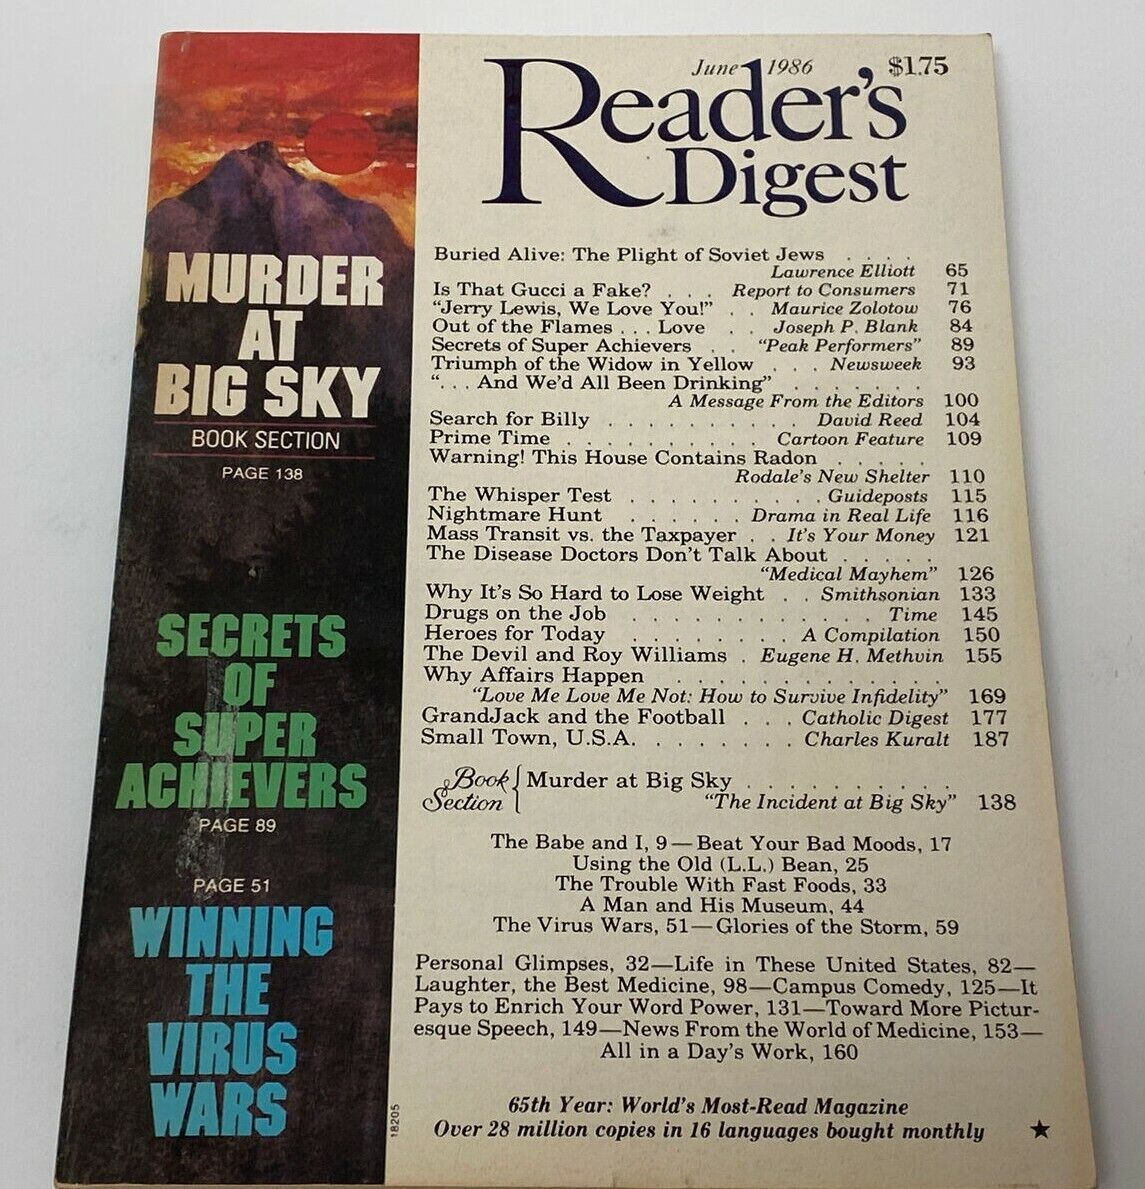 June 1986 $1.75
Reader's
Digest
MURDER
AT
BIG SKY
BOOK SECTION
PAGE 138
SECRETS
OF
SUPER
ACHIEVERS
PAGE 89
PAGE 51
WINNING
THE
VIRUS
WARS
18205
Buried Alive: The Plight of Soviet Jews . . . .
Lawrence Elliott 65
Is That Gucci a Fake? . . . Report to Consumers 71
“Jerry Lewis, We Love You!” . . Maurice Zolotow 76
Out of the Flames . . . Love . . Joseph P. Blank 84
Secrets of Super Achievers . . “Peak Performers” 89
Triumph of the Widow in Yellow . . . Newsweek 93
“. . . And We'd All Been Drinking” . . . . . . .
A Message From the Editors 100
Search for Billy . . . . . . . . . . David Reed 104
Prime Time . . . . . . . . . . Cartoon Feature 109
Warning! This House Contains Radon . . . . .
Rodale's New Shelter 110
The Whisper Test . . . . . . . . . . Guideposts 115
Nightmare Hunt . . . . . . Drama in Real Life 116
Mass Transit vs. the Taxpayer . . It's Your Money 121
The Disease Doctors Don't Talk About . . . . .
“Medical Mayhem” 126
Why It's So Hard to Lose Weight . . Smithsonian 133
Drugs on the Job . . . . . . . . . . . . . Time 145
Heroes for Today . . . . . . . . A Compilation 150
The Devil and Roy Williams . Eugene H. Methvin 155
Why Affairs Happen . . . . . . . . . . . . .
“Love Me Love Me Not: How to Survive Infidelity” 169
GrandJack and the Football . . . Catholic Digest 177
Small Town, U.S.A. . . . . . . . Charles Kuralt 187
Book Section { Murder at Big Sky . . . . . . . . . .
“The Incident at Big Sky” 138
The Babe and I, 9—Beat Your Bad Moods, 17
Using the Old (L.L.) Bean, 25
The Trouble With Fast Foods, 33
A Man and His Museum, 44
The Virus Wars, 51—Glories of the Storm, 59
Personal Glimpses, 32—Life in These United States, 82—
Laughter, the Best Medicine, 98—Campus Comedy, 125—It
Pays to Enrich Your Word Power, 131—Toward More Pictur-
esque Speech, 149—News From the World of Medicine, 153—
All in a Day's Work, 160
65th Year: World's Most-Read Magazine
Over 28 million copies in 16 languages bought monthly ★